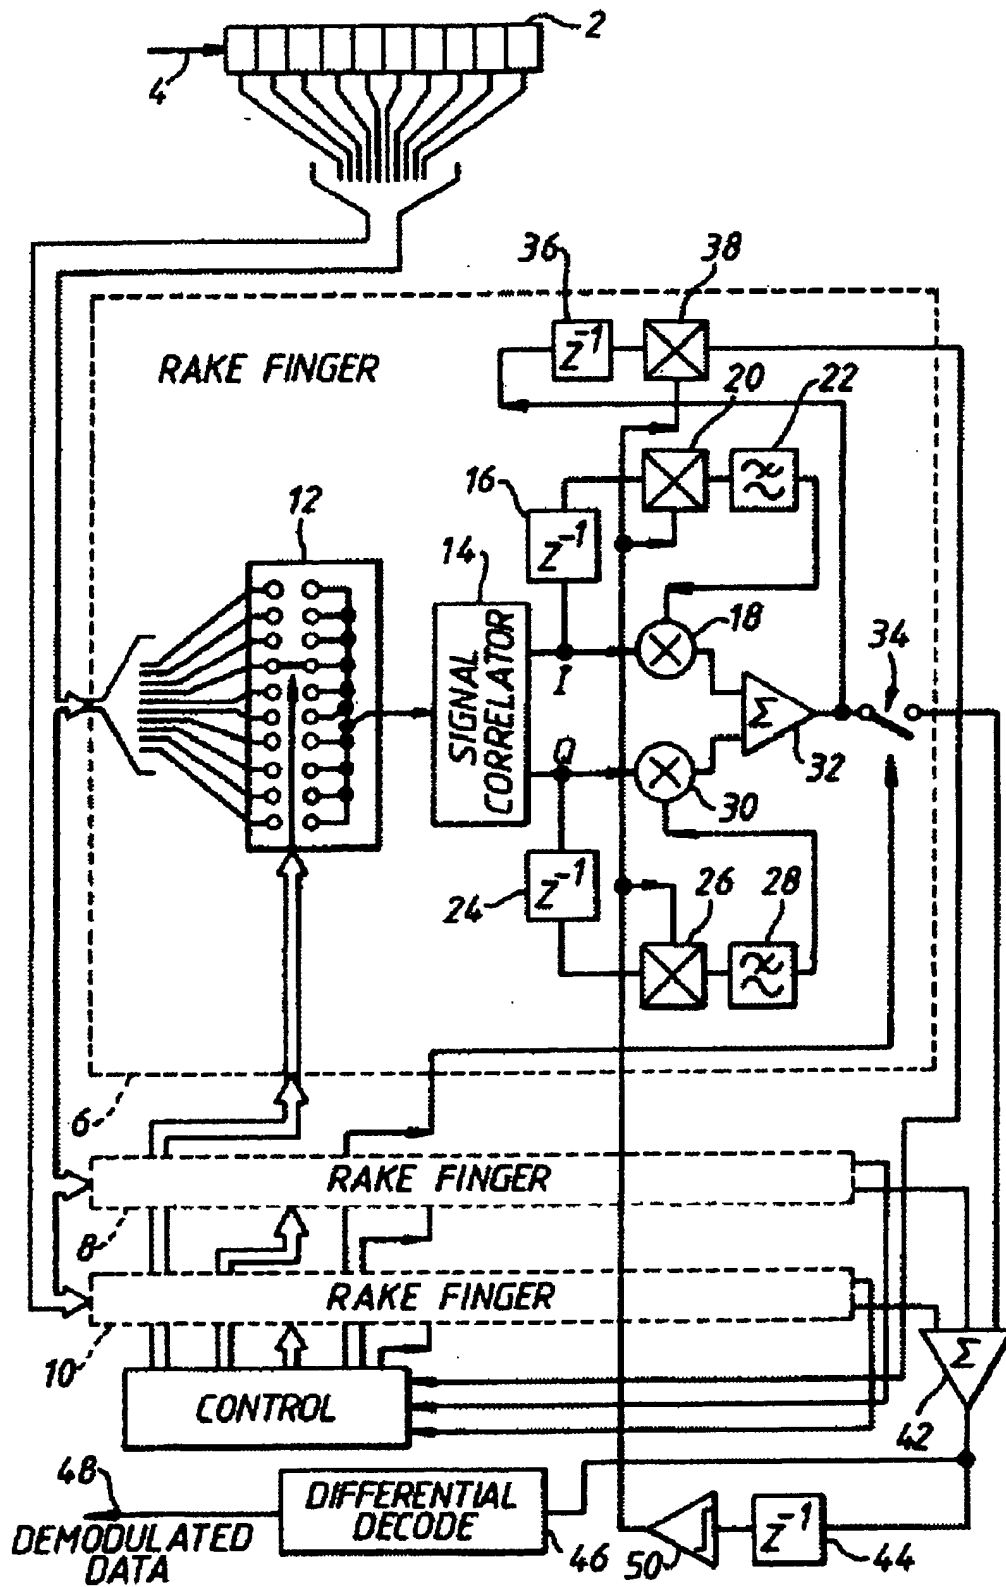 2
4
36
38
Z⁻¹
RAKE FINGER
20
22
12
16
Z⁻¹
14
SIGNAL
CORRELATOR
18
34
I
Σ
Q
32
30
24
Z⁻¹
26
28
6
RAKE FINGER
8
RAKE FINGER
10
CONTROL
Σ
42
48
DEMODULATED
DATA
DIFFERENTIAL
DECODE
46
50
Z⁻¹
44